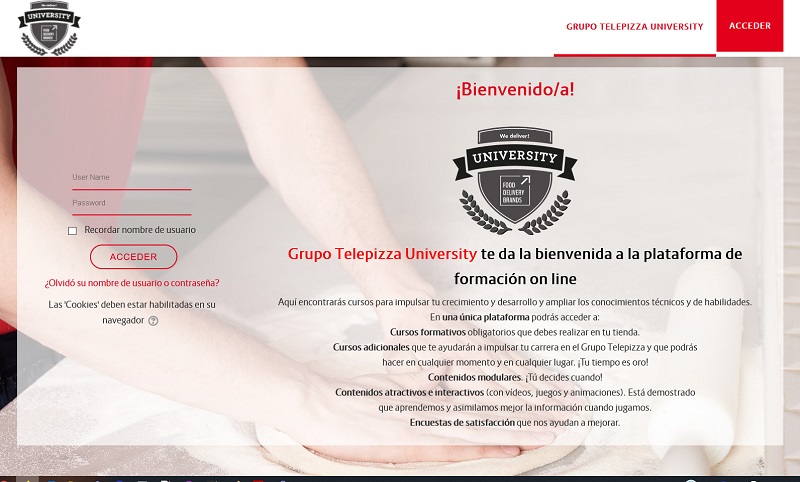 We deliver!
UNIVERSITY
FOOD
DELIVERY
BRANDS
GRUPO TELEPIZZA UNIVERSITY
ACCEDER
¡Bienvenido/a!
We deliver!
UNIVERSITY
FOOD
DELIVERY
BRANDS
User Name
Password
Recordar nombre de usuario
ACCEDER
¿Olvidó su nombre de usuario o contraseña?
Las 'Cookies' deben estar habilitadas en su
navegador ?
Grupo Telepizza University te da la bienvenida a la plataforma de
formación on line
Aquí encontrarás cursos para impulsar tu crecimiento y desarrollo y ampliar los conocimientos técnicos y de habilidades.
En una única plataforma podrás acceder a:
Cursos formativos obligatorios que debes realizar en tu tienda.
Cursos adicionales que te ayudarán a impulsar tu carrera en el Grupo Telepizza y que podrás
hacer en cualquier momento y en cualquier lugar. ¡Tu tiempo es oro!
Contenidos modulares. ¡Tú decides cuando!
Contenidos atractivos e interactivos (con vídeos, juegos y animaciones). Está demostrado
que aprendemos y asimilamos mejor la información cuando jugamos.
Encuestas de satisfacción que nos ayudan a mejorar.